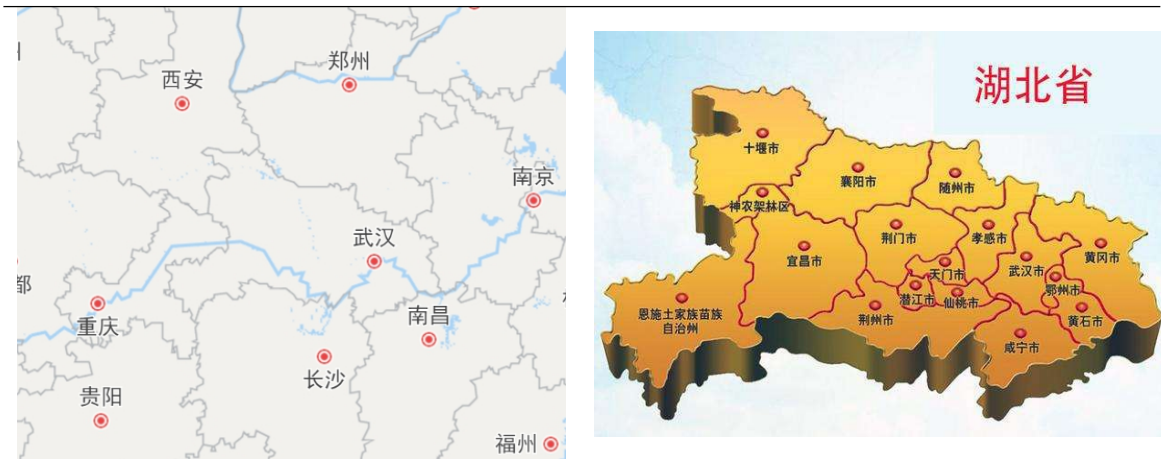 郑州
西安
南京
武汉
都
重庆
南昌
长沙
贵阳
福州
湖北省
十堰市
襄阳市
随州市
神农架林区
荆门市
孝感市
黄冈市
宜昌市
武汉市
天门市
鄂州市
潜江市
仙桃市
恩施土家族苗族
自治州
荆州市
黄石市
咸宁市